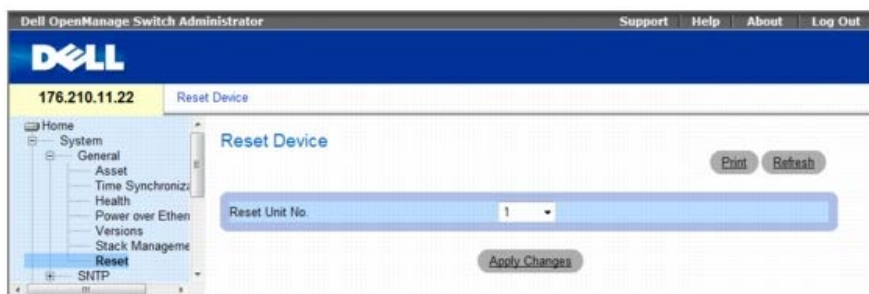 Dell OpenManage Switch Administrator Support Help About Log Out
DELL
176.210.11.22 Reset Device
Home
System
General
Asset
Time Synchroniza
Health
Power over Ethern
Versions
Stack Manageme
Reset
SNTP
Reset Device
Print Refresh
Reset Unit No. 1
Apply Changes